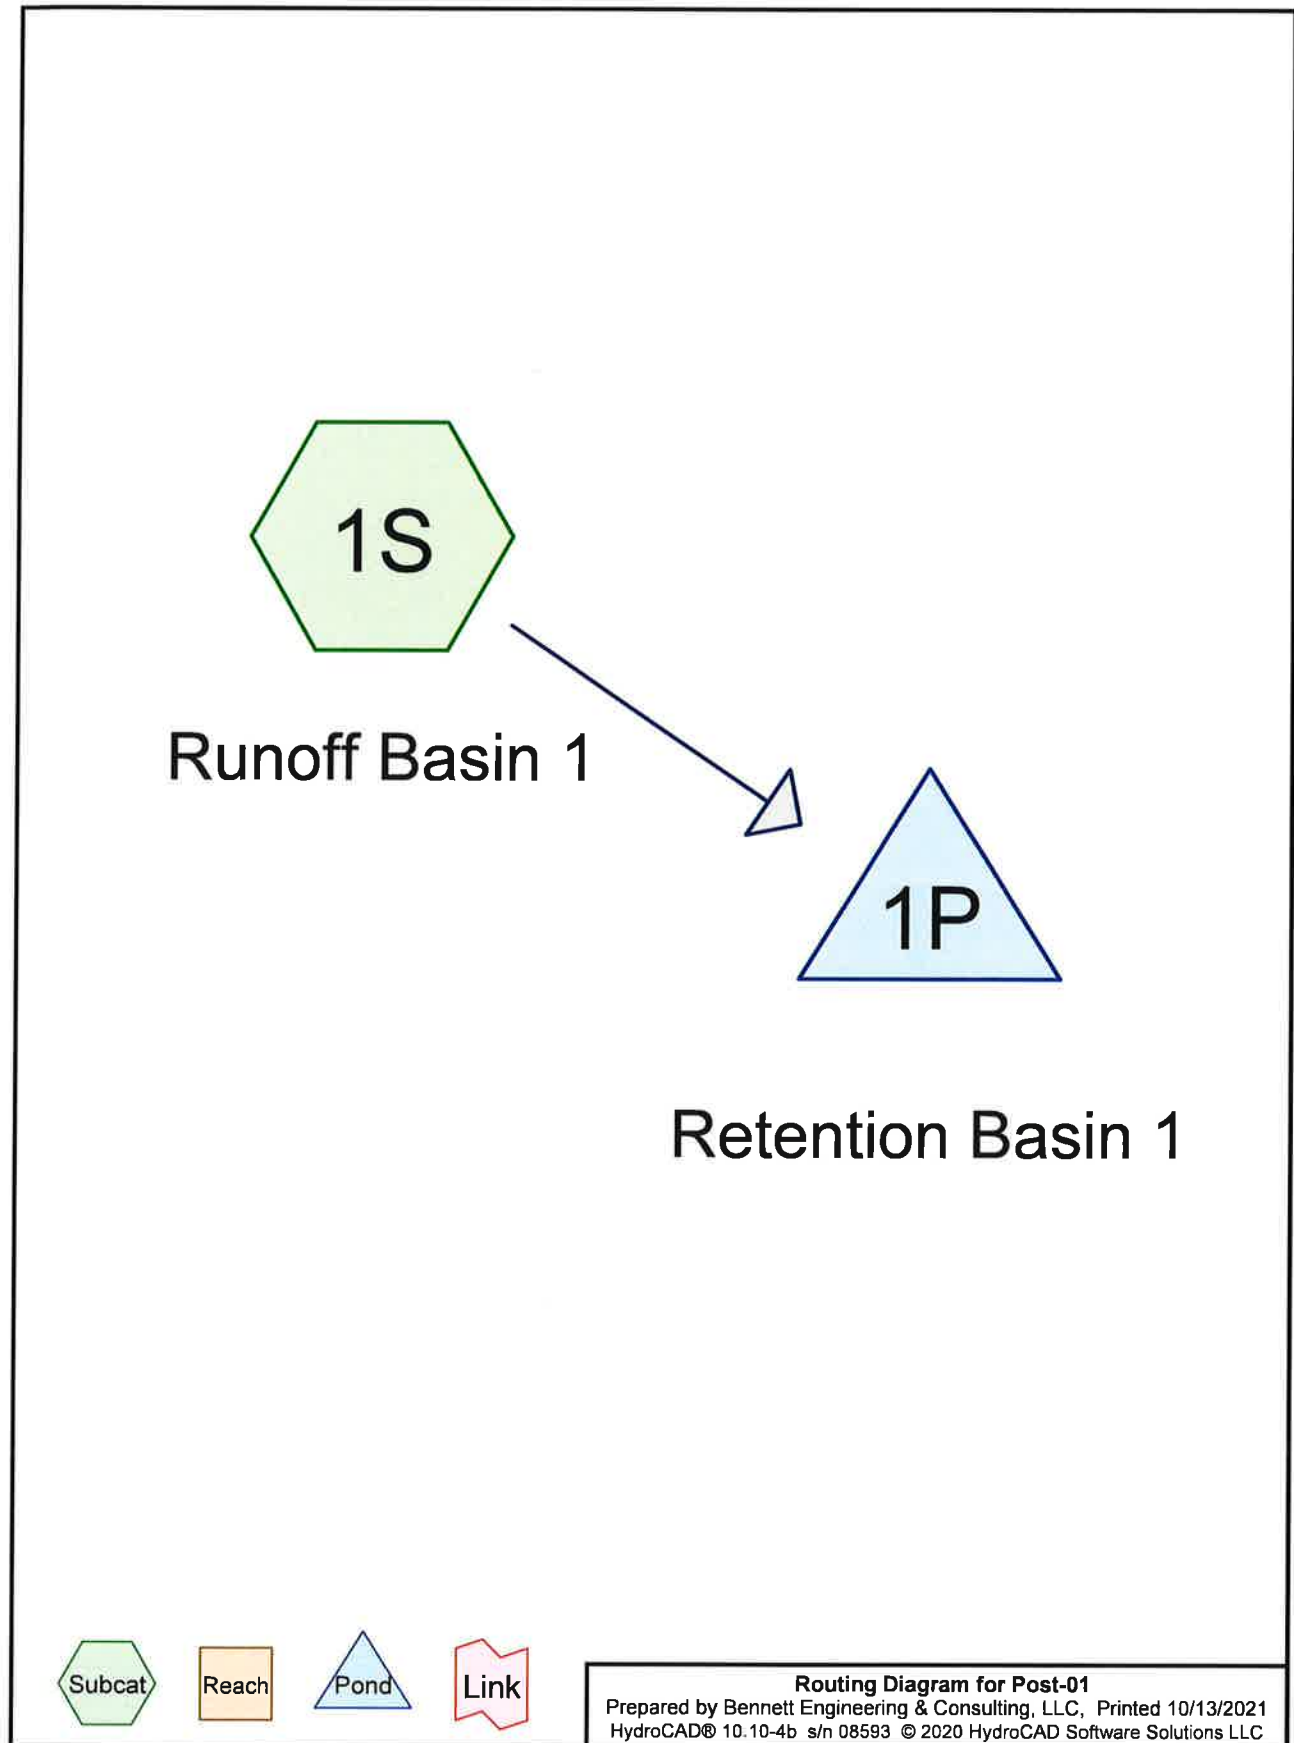 1S
Runoff Basin 1
1P
Retention Basin 1
Subcat
Reach
Pond
Link
Routing Diagram for Post-01
Prepared by Bennett Engineering & Consulting, LLC, Printed 10/13/2021
HydroCAD® 10.10-4b s/n 08593 © 2020 HydroCAD Software Solutions LLC